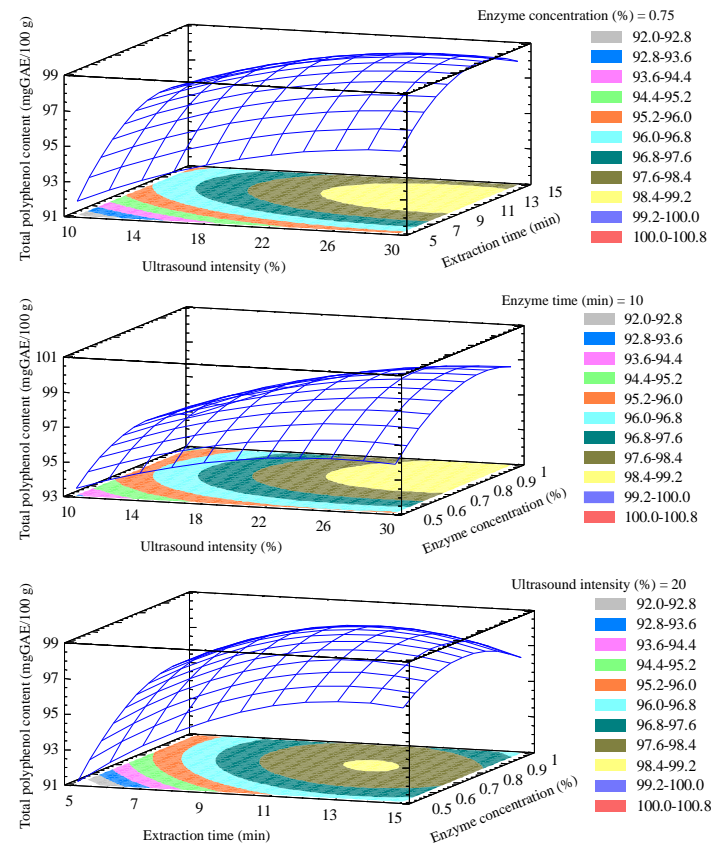 Enzyme concentration (%) = 0.75
92.0-92.8
92.8-93.6
93.6-94.4
94.4-95.2
95.2-96.0
96.0-96.8
96.8-97.6
97.6-98.4
98.4-99.2
99.2-100.0
100.0-100.8
Total polyphenol content (mgGAE/100 g)
99
97
95
93
91
10 14 18 22 26 30
Ultrasound intensity (%)
5 7 9 11 13 15
Extraction time (min)
Enzyme time (min) = 10
92.0-92.8
92.8-93.6
93.6-94.4
94.4-95.2
95.2-96.0
96.0-96.8
96.8-97.6
97.6-98.4
98.4-99.2
99.2-100.0
100.0-100.8
Total polyphenol content (mgGAE/100 g)
101
99
97
95
93
10 14 18 22 26 30
Ultrasound intensity (%)
0.5 0.6 0.7 0.8 0.9 1
Enzyme concentration (%)
Ultrasound intensity (%) = 20
92.0-92.8
92.8-93.6
93.6-94.4
94.4-95.2
95.2-96.0
96.0-96.8
96.8-97.6
97.6-98.4
98.4-99.2
99.2-100.0
100.0-100.8
Total polyphenol content (mgGAE/100 g)
99
97
95
93
91
5 7 9 11 13 15
Extraction time (min)
0.5 0.6 0.7 0.8 0.9 1
Enzyme concentration (%)